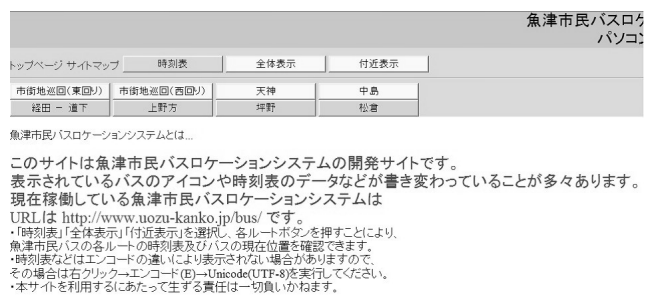 魚津市民バスロケ
パソコ
トップページ サイトマップ 時刻表 全体表示 付近表示
市街地巡回(東回り) 市街地巡回(西回り) 天神 中島
経田 － 道下 上野方 坪野 松倉
魚津市民バスロケーションシステムとは...
このサイトは魚津市民バスロケーションシステムの開発サイトです。
表示されているバスのアイコンや時刻表のデータなどが書き変わっていることが多々あります。
現在稼働している魚津市民バスロケーションシステムは
URLは http://www.uozu-kanko.jp/bus/ です。
・「時刻表」「全体表示」「付近表示」を選択し、各ルートボタンを押すことにより、
魚津市民バスの各ルートの時刻表及びバスの現在位置を確認できます。
・時刻表などはエンコードの違いにより表示されない場合がありますので、
その場合は右クリック→エンコード(E)→Unicode(UTF-8)を実行してください。
・本サイトを利用するにあたって生ずる責任は一切負いかねます。